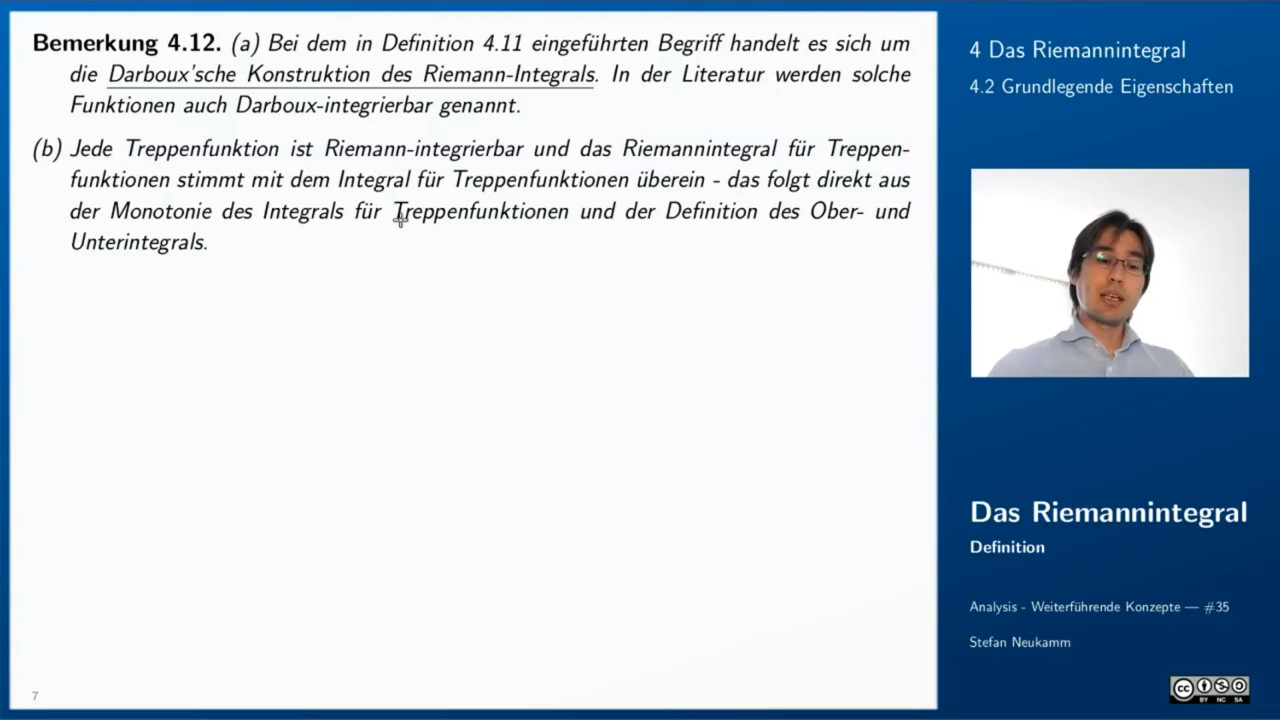 Bemerkung 4.12. (a) Bei dem in Definition 4.11 eingeführten Begriff handelt es sich um
die Darboux'sche Konstruktion des Riemann-Integrals. In der Literatur werden solche
Funktionen auch Darboux-integrierbar genannt.
(b) Jede Treppenfunktion ist Riemann-integrierbar und das Riemannintegral für Treppen-
funktionen stimmt mit dem Integral für Treppenfunktionen überein - das folgt direkt aus
der Monotonie des Integrals für Treppenfunktionen und der Definition des Ober- und
Unterintegrals.
7
4 Das Riemannintegral
4.2 Grundlegende Eigenschaften
Das Riemannintegral
Definition
Analysis - Weiterführende Konzepte — #35
Stefan Neukamm
cc
BY NC SA